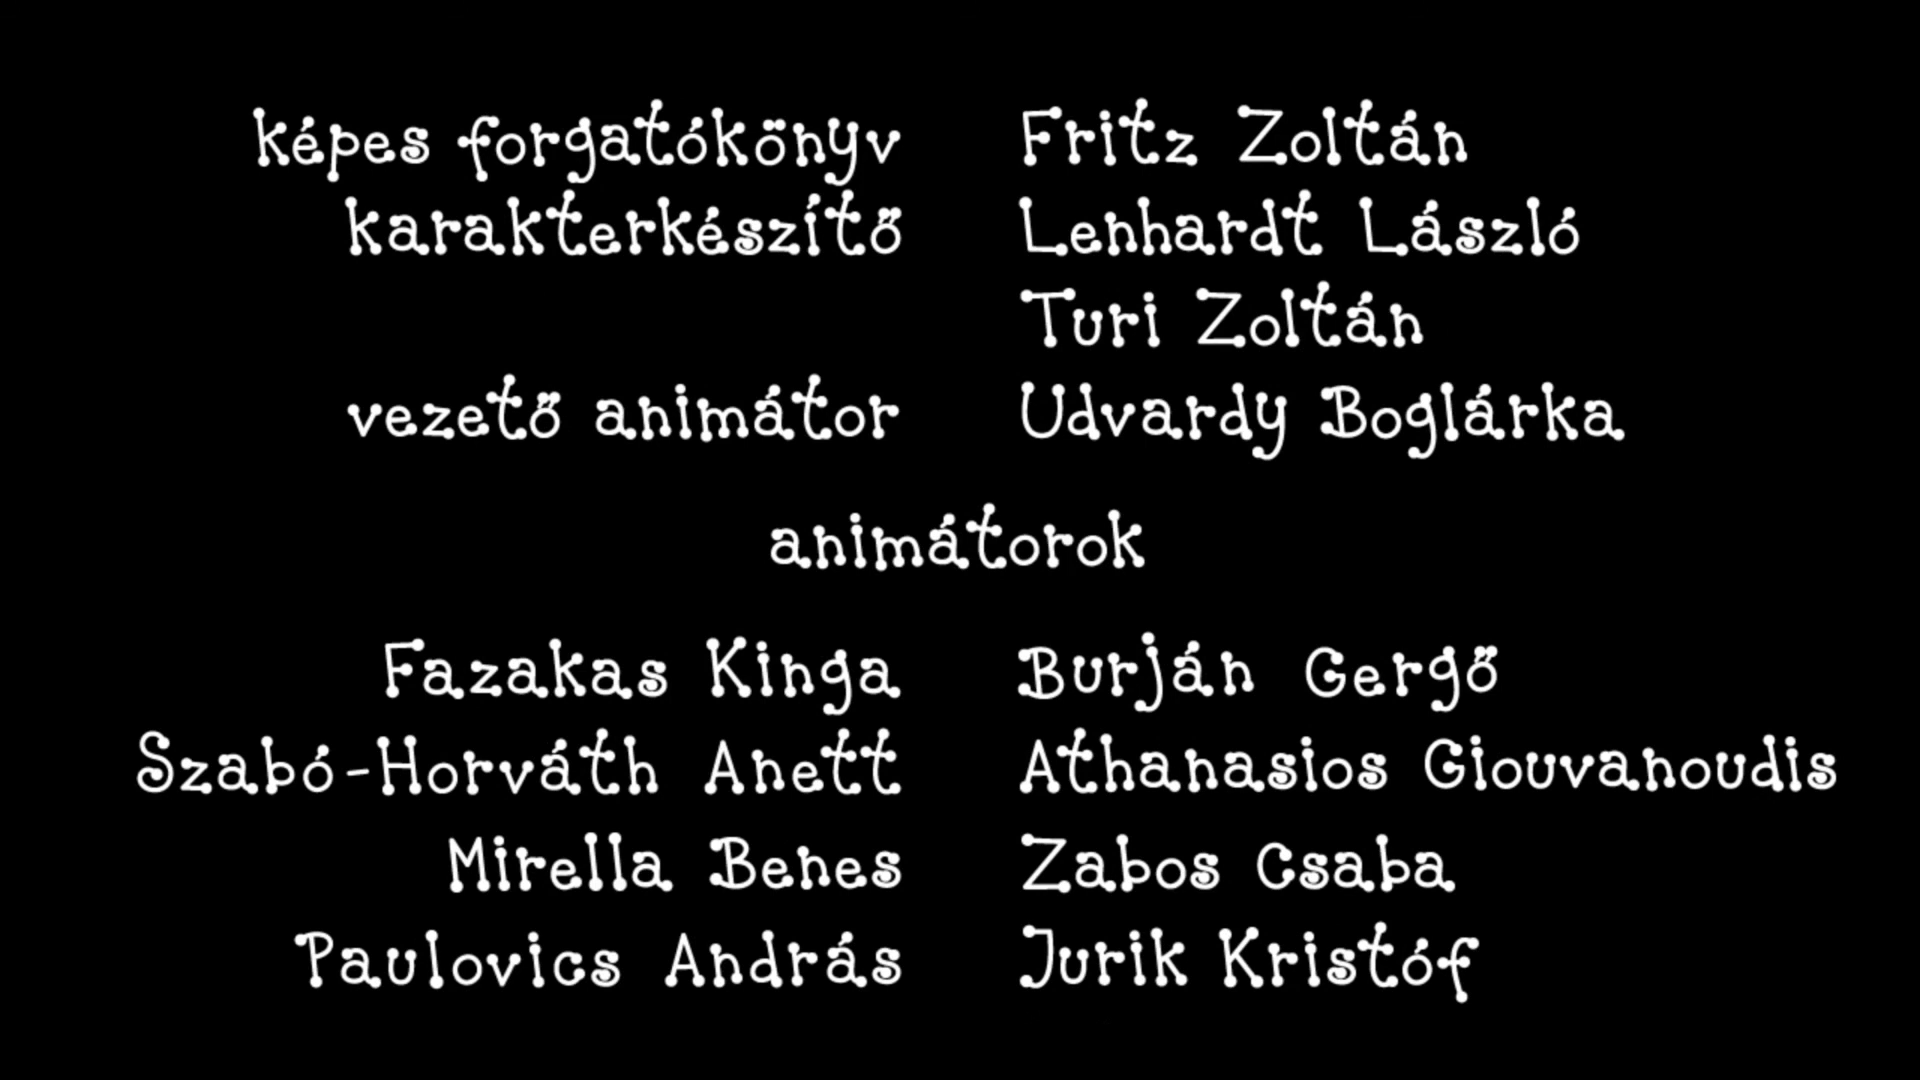 képes forgatókönyv Fritz Zoltán
karakterkészítő Lenhardt László
Turi Zoltán
vezető animátor Udvardy Boglárka
animátorok
Fazakas Kinga Burján Gergő
Szabó-Horváth Anett Athanasios Giouvanoudis
Mirella Benes Zabos Csaba
Paulovics András Jurik Kristóf